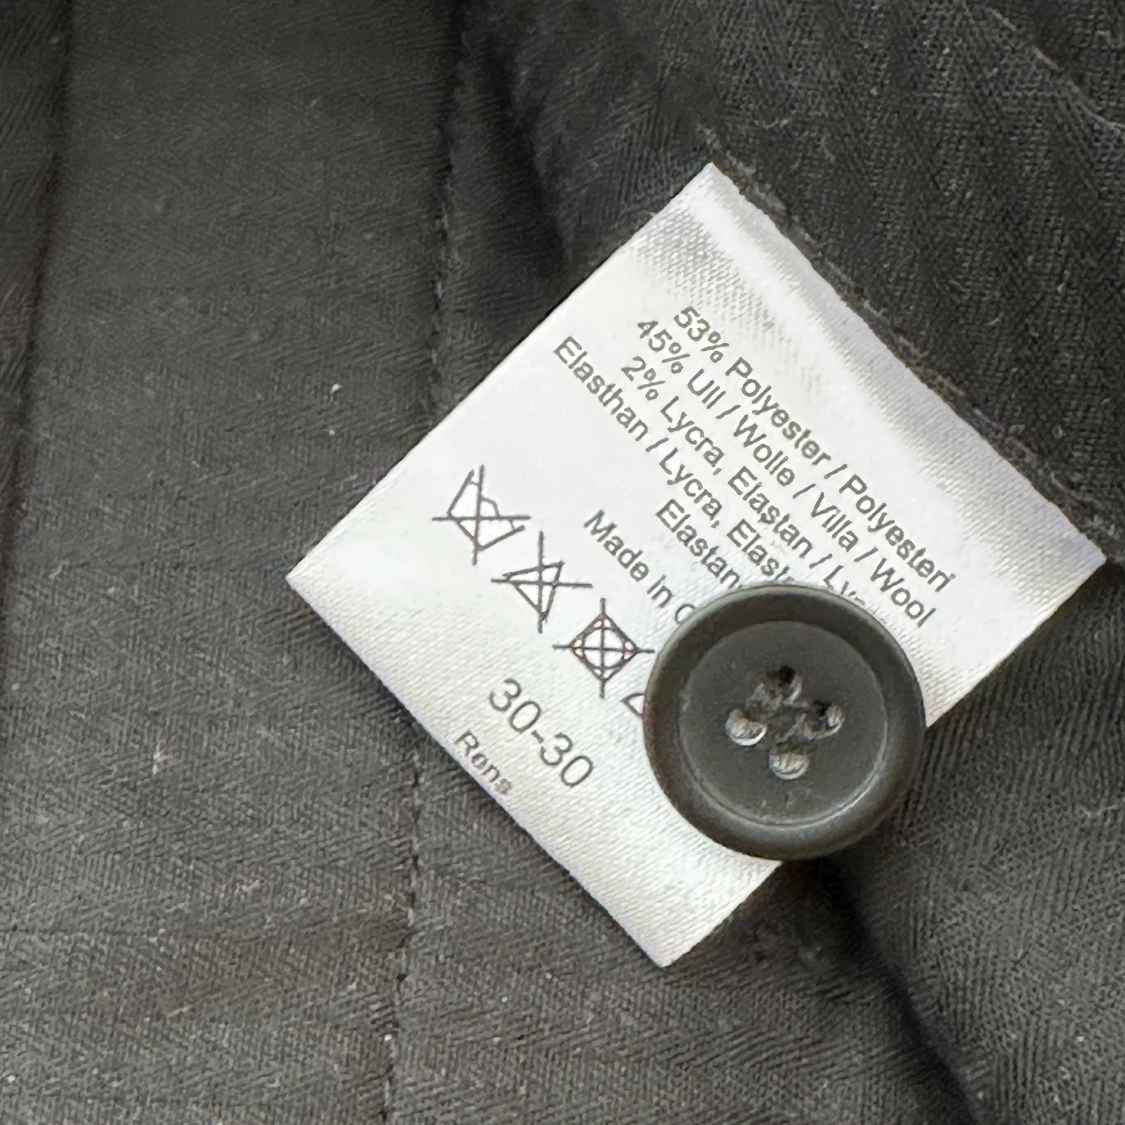 53% Polyester / Polyesteri
45% Ull / Wolle / Villa / Wool
2% Lycra, Elastan /
Elasthan / Lycra,
Elastan
Made in
30-30
Rens